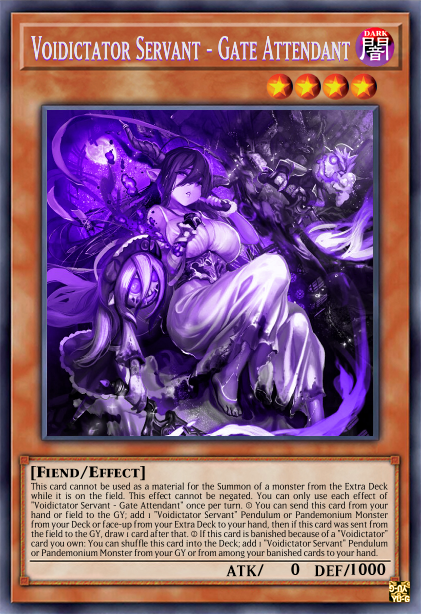 Voidictator Servant - Gate Attendant
DARK
闇
[Fiend/Effect]
This card cannot be used as a material for the Summon of a monster from the Extra Deck
while it is on the field. This effect cannot be negated. You can only use each effect of
"Voidictator Servant - Gate Attendant" once per turn. ① You can send this card from your
hand or field to the GY; add 1 "Voidictator Servant" Pendulum or Pandemonium Monster
from your Deck or face-up from your Extra Deck to your hand, then if this card was sent from
the field to the GY, draw 1 card after that. ② If this card is banished because of a "Voidictator"
card you own: You can shuffle this card into the Deck; add 1 "Voidictator Servant" Pendulum
or Pandemonium Monster from your GY or from among your banished cards to your hand.
ATK/ 0 DEF/1000